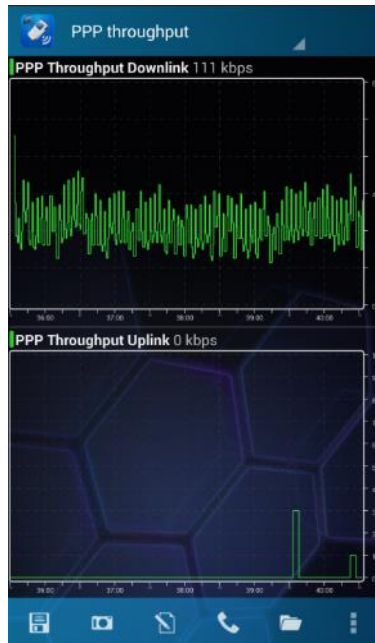 PPP throughput
PPP Throughput Downlink 111 kbps
36:00 37:00 38:00 39:00 40:00
PPP Throughput Uplink 0 kbps
36:00 37:00 38:00 39:00 40:00